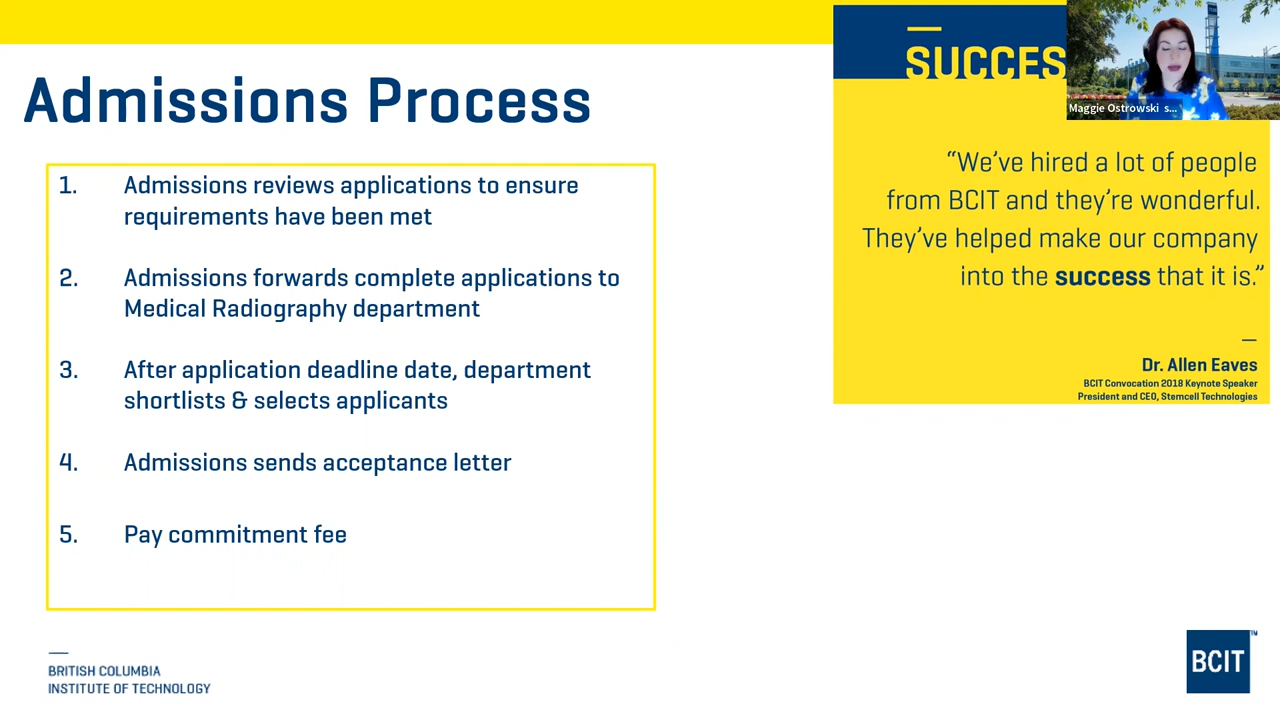 Admissions Process
1. Admissions reviews applications to ensure
requirements have been met
2. Admissions forwards complete applications to
Medical Radiography department
3. After application deadline date, department
shortlists & selects applicants
4. Admissions sends acceptance letter
5. Pay commitment fee
SUCCES
Maggie Ostrowski s...
“We’ve hired a lot of people
from BCIT and they’re wonderful.
They’ve helped make our company
into the success that it is.”
Dr. Allen Eaves
BCIT Convocation 2018 Keynote Speaker
President and CEO, Stemcell Technologies
BRITISH COLUMBIA
INSTITUTE OF TECHNOLOGY
BCIT™